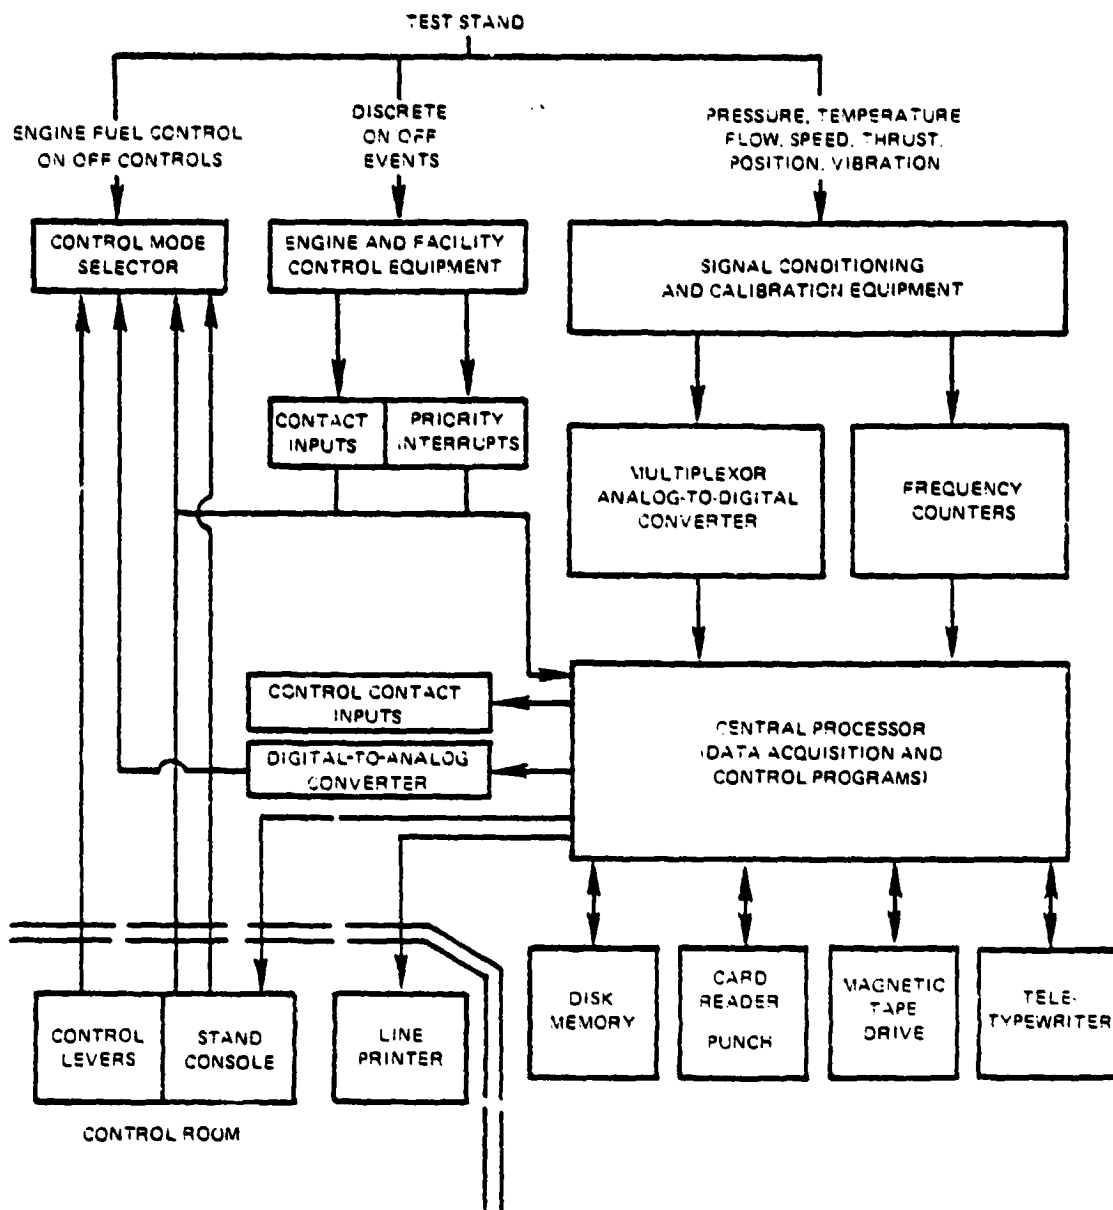 TEST STAND
ENGINE FUEL CONTROL
ON OFF CONTROLS
DISCRETE
ON OFF
EVENTS
PRESSURE, TEMPERATURE
FLOW, SPEED, THRUST,
POSITION, VIBRATION
CONTROL MODE
SELECTOR
ENGINE AND FACILITY
CONTROL EQUIPMENT
SIGNAL CONDITIONING
AND CALIBRATION EQUIPMENT
CONTACT
INPUTS
PRIORITY
INTERRUPTS
MULTIPLEXOR
ANALOG-TO-DIGITAL
CONVERTER
FREQUENCY
COUNTERS
CONTROL CONTACT
INPUTS
DIGITAL-TO-ANALOG
CONVERTER
CENTRAL PROCESSOR
(DATA ACQUISITION AND
CONTROL PROGRAMS)
CONTROL
LEVERS
STAND
CONSOLE
LINE
PRINTER
DISK
MEMORY
CARD
READER
PUNCH
MAGNETIC
TAPE
DRIVE
TELE-
TYPEWRITER
CONTROL ROOM